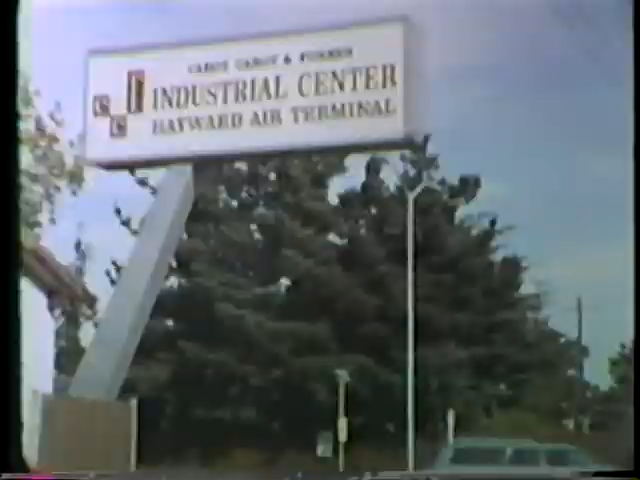 CABOT CABOT & FORBES
INDUSTRIAL CENTER
HAYWARD AIR TERMINAL